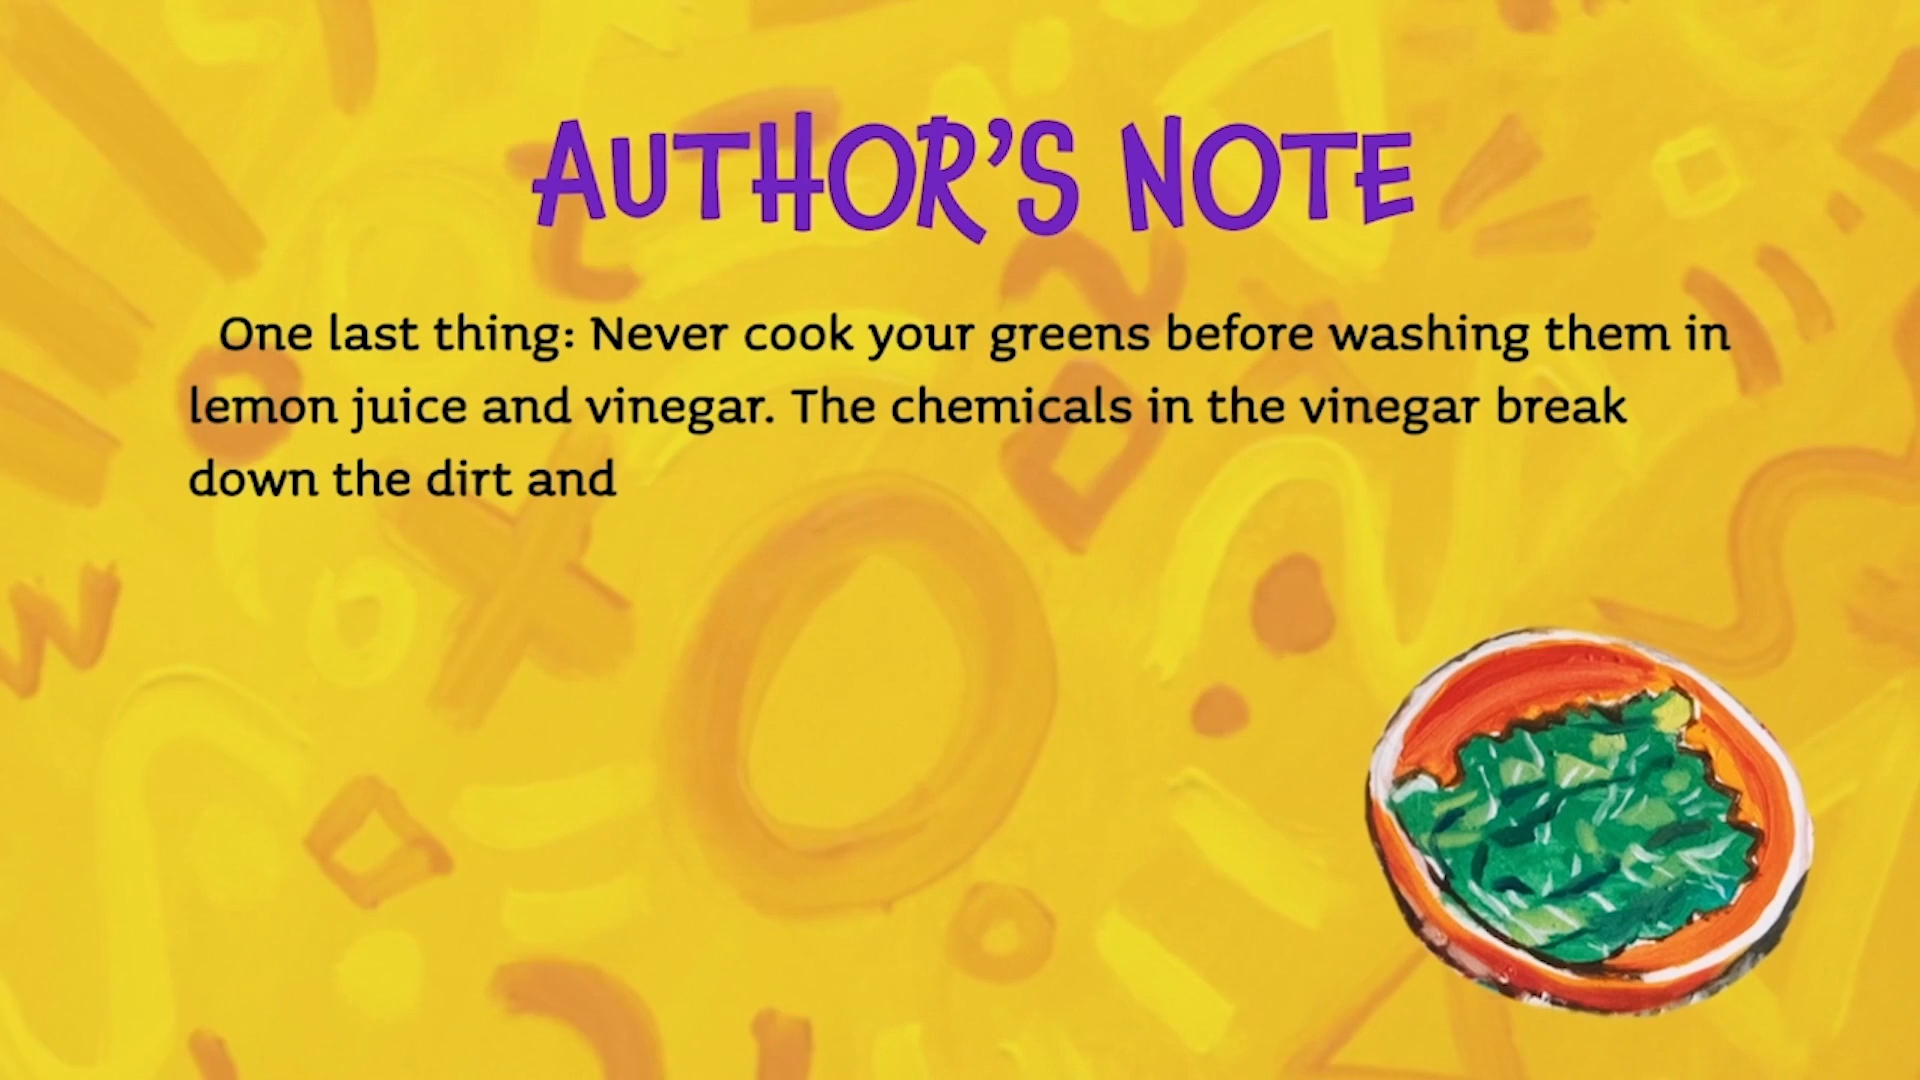 AUTHOR'S NOTE
One last thing: Never cook your greens before washing them in
lemon juice and vinegar. The chemicals in the vinegar break
down the dirt and